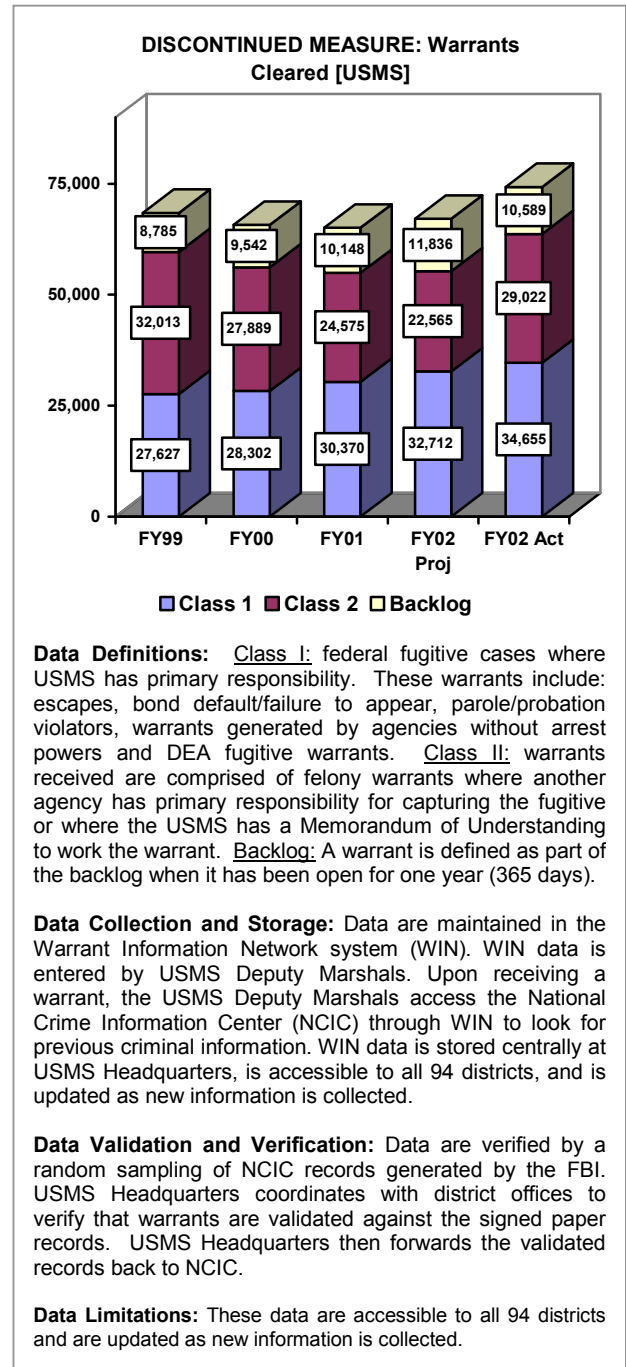 DISCONTINUED MEASURE: Warrants
Cleared [USMS]
75,000
50,000
25,000
0
8,785
9,542
10,148
11,836
10,589
32,013
27,889
24,575
22,565
29,022
27,627
28,302
30,370
32,712
34,655
FY99
FY00
FY01
FY02
Proj
FY02 Act
Class 1
Class 2
Backlog
Data Definitions: Class I: federal fugitive cases where
USMS has primary responsibility. These warrants include:
escapes, bond default/failure to appear, parole/probation
violators, warrants generated by agencies without arrest
powers and DEA fugitive warrants. Class II: warrants
received are comprised of felony warrants where another
agency has primary responsibility for capturing the fugitive
or where the USMS has a Memorandum of Understanding
to work the warrant. Backlog: A warrant is defined as part of
the backlog when it has been open for one year (365 days).
Data Collection and Storage: Data are maintained in the
Warrant Information Network system (WIN). WIN data is
entered by USMS Deputy Marshals. Upon receiving a
warrant, the USMS Deputy Marshals access the National
Crime Information Center (NCIC) through WIN to look for
previous criminal information. WIN data is stored centrally at
USMS Headquarters, is accessible to all 94 districts, and is
updated as new information is collected.
Data Validation and Verification: Data are verified by a
random sampling of NCIC records generated by the FBI.
USMS Headquarters coordinates with district offices to
verify that warrants are validated against the signed paper
records. USMS Headquarters then forwards the validated
records back to NCIC.
Data Limitations: These data are accessible to all 94 districts
and are updated as new information is collected.